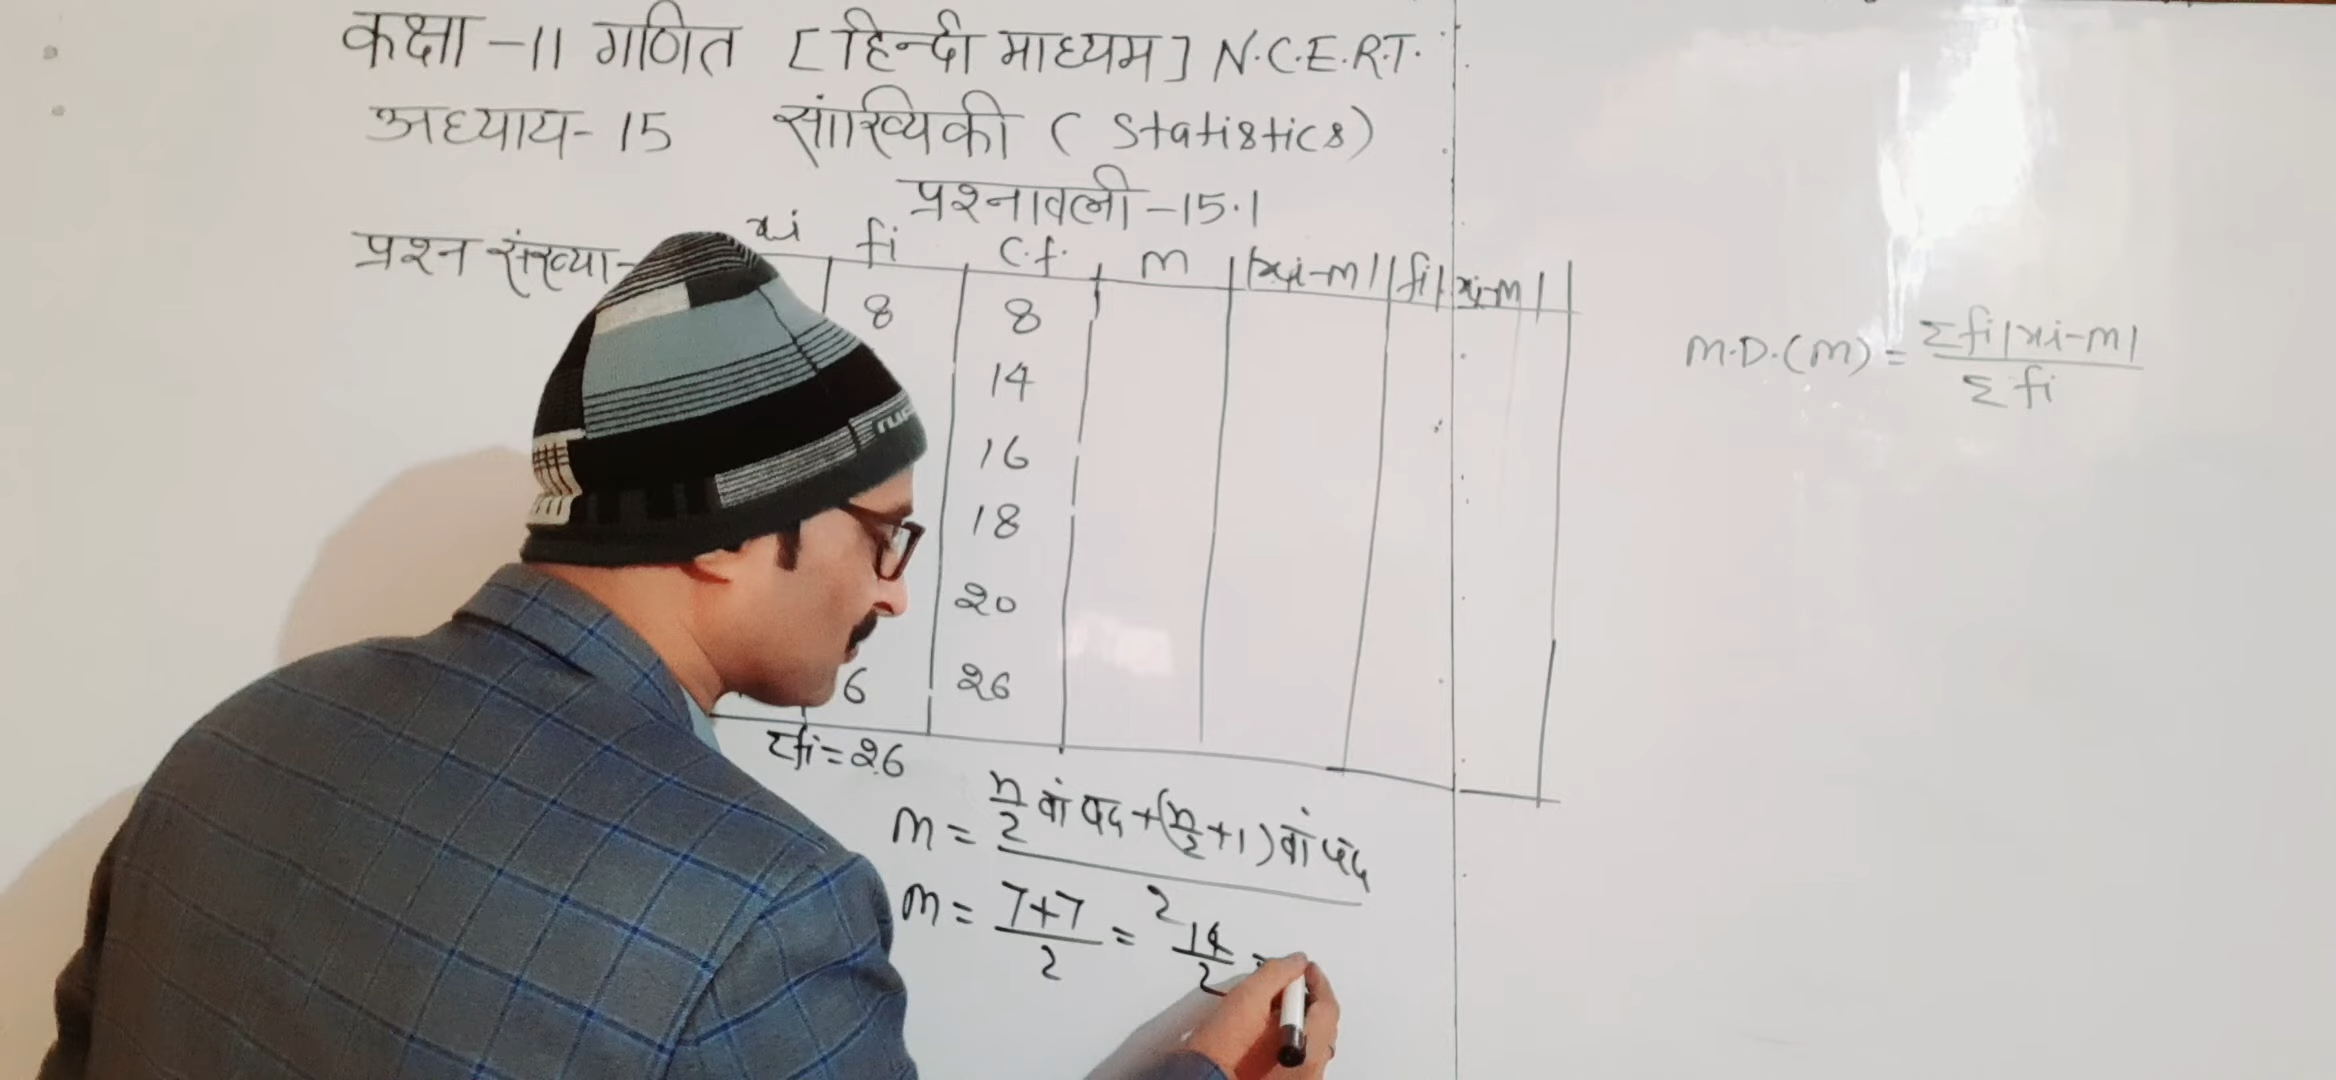 कक्षा -11 गणित [हिन्दी माध्यम] N.C.E.R.T.
अध्याय- 15 सांख्यिकी ( Statistics)
प्रश्नावली -15.1
प्रश्न संख्या-
xi fi C.f. M |xi-M| fi|xi-M|
8 8
14
16
18
20
6 26
Σfi=26
M.D.(M) = Σfi|xi-M| / Σfi
M = n/2 वां पद +(n/2+1) वां पद / 2
M = 7+7/2 = 14/2 =